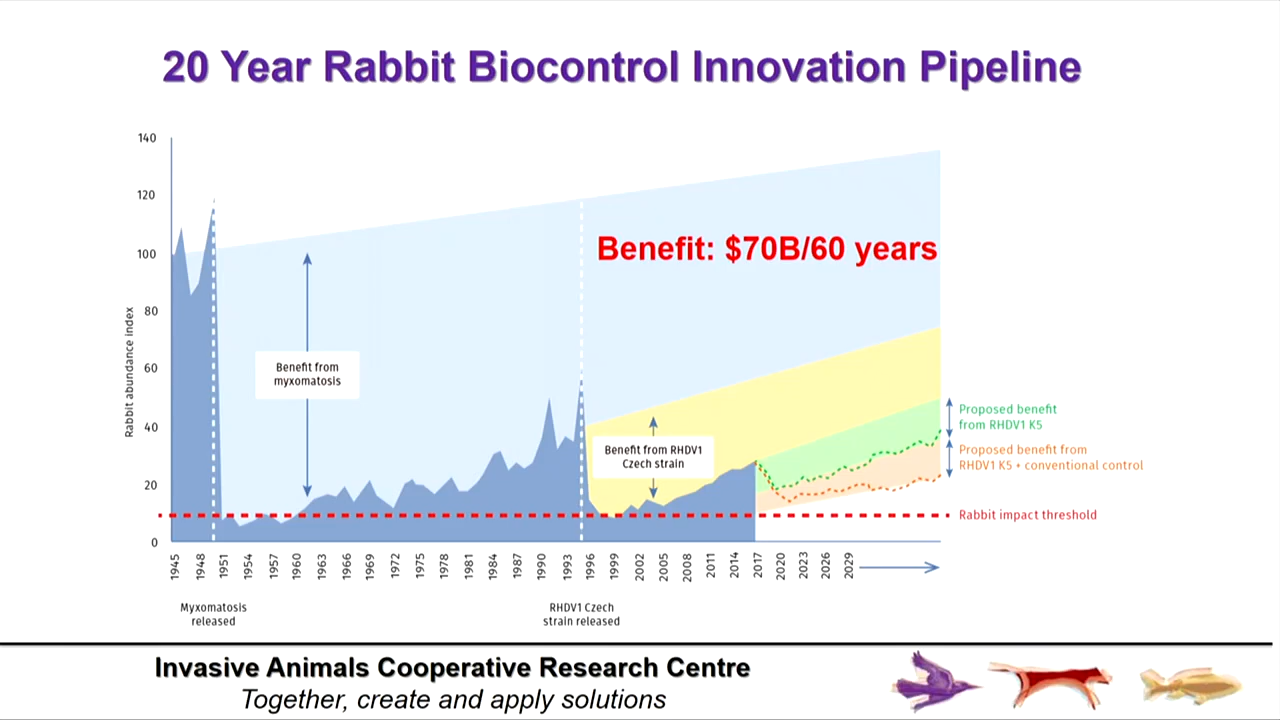 20 Year Rabbit Biocontrol Innovation Pipeline
140
120
100
80
60
40
20
0
Rabbit abundance index
Benefit: $70B/60 years
Benefit from
myxomatosis
Benefit from RHDV1
Czech strain
Proposed benefit
from RHDV1 K5
Proposed benefit from
RHDV1 K5 + conventional control
Rabbit impact threshold
1945 1948 1951 1954 1957 1960 1963 1966 1969 1972 1975 1978 1981 1984 1987 1990 1993 1996 1999 2002 2005 2008 2011 2014 2017 2020 2023 2026 2029
Myxomatosis
released
RHDV1 Czech
strain released
Invasive Animals Cooperative Research Centre
Together, create and apply solutions